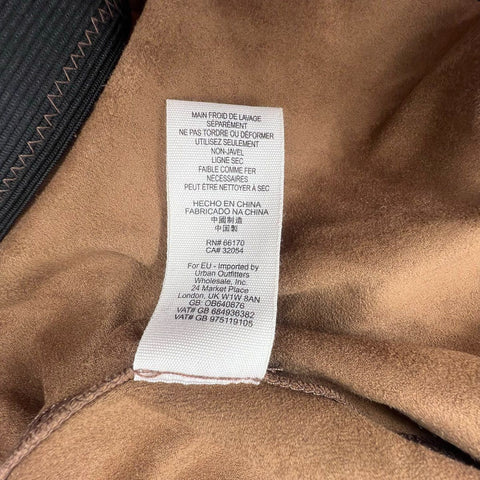 MAIN FROID DE LAVAGE
SÉPARÉMENT
NE PAS TORDRE OU DÉFORMER
UTILISEZ SEULEMENT
NON-JAVEL
LIGNE SEC
FAIBLE COMME FER
NÉCESSAIRES
PEUT ÊTRE NETTOYER À SEC
HECHO EN CHINA
FABRICADO NA CHINA
中國制造
中国製
RN# 66170
CA# 32054
For EU - Imported by
Urban Outfitters
Wholesale, Inc.
24 Market Place
London, UK W1W 8AN
GB: OB640876
VAT# GB 684936382
VAT# GB 975119105